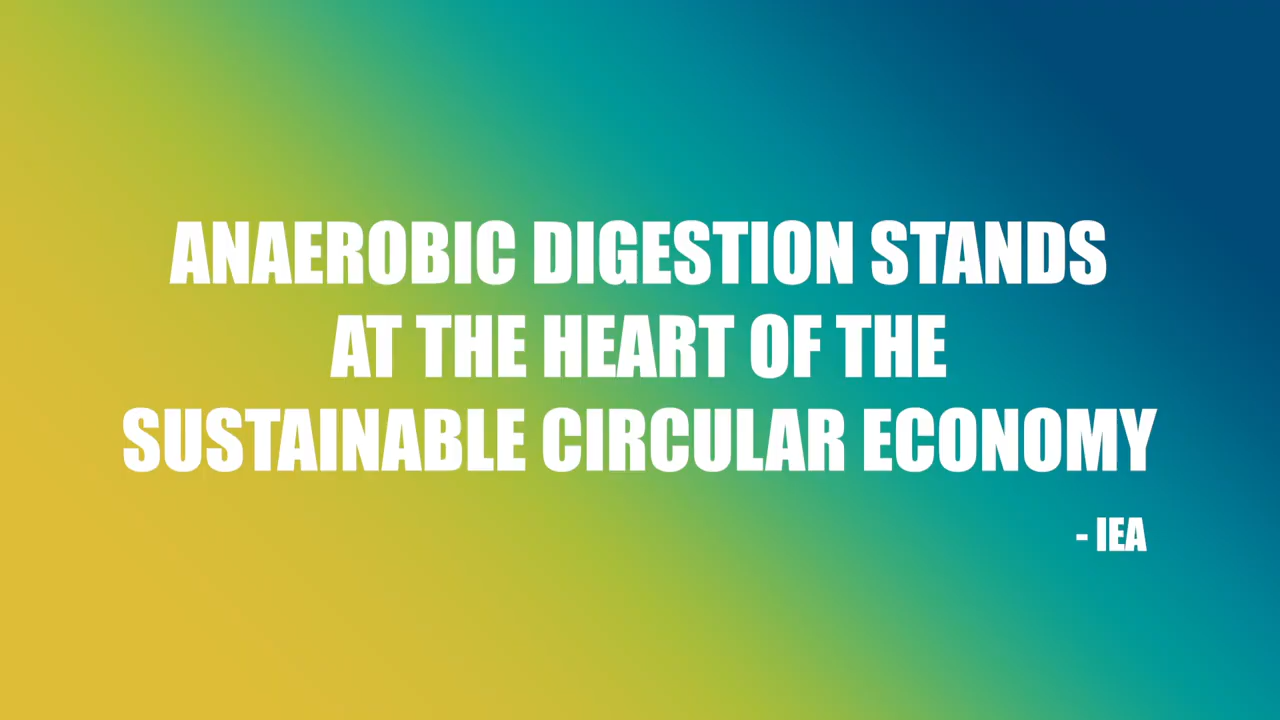 ANAEROBIC DIGESTION STANDS
AT THE HEART OF THE
SUSTAINABLE CIRCULAR ECONOMY
- IEA